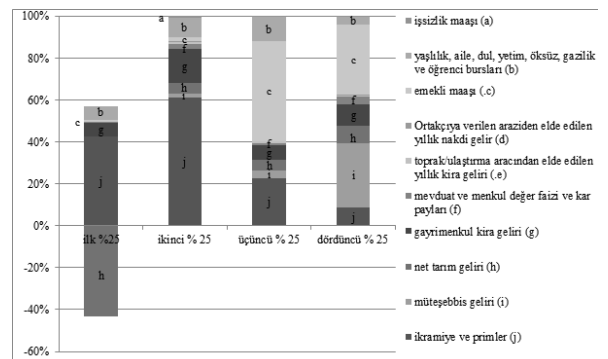 100%
80%
60%
40%
20%
0%
-20%
-40%
-60%
b
c
g
j
h
a
b
c
f
g
h
i
j
b
c
f
g
h
i
j
b
c
f
g
h
i
j
ilk %25
ikinci % 25
üçüncü % 25
dördüncü % 25
işsizlik maaşı (a)
yaşlılık, aile, dul, yetim, öksüz, gazilik
ve öğrenci bursları (b)
emekli maaşı (.c)
Ortakçıya verilen araziden elde edilen
yıllık nakdi gelir (d)
toprak/ulaştırma aracından elde edilen
yıllık kira geliri (.e)
mevduat ve menkul değer faizi ve kar
payları (f)
gayrimenkul kira geliri (g)
net tarım geliri (h)
müteşebbis geliri (i)
ikramiye ve primler (j)